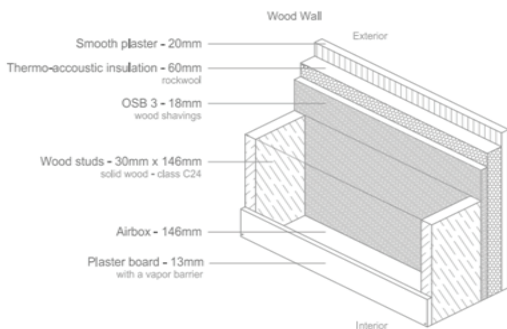 Wood Wall
Exterior
Smooth plaster - 20mm
Thermo-accoustic insulation - 60mm
rockwool
OSB 3 - 18mm
wood shavings
Wood studs - 30mm x 146mm
solid wood - class C24
Airbox - 146mm
Plaster board - 13mm
with a vapor barrier
Interior